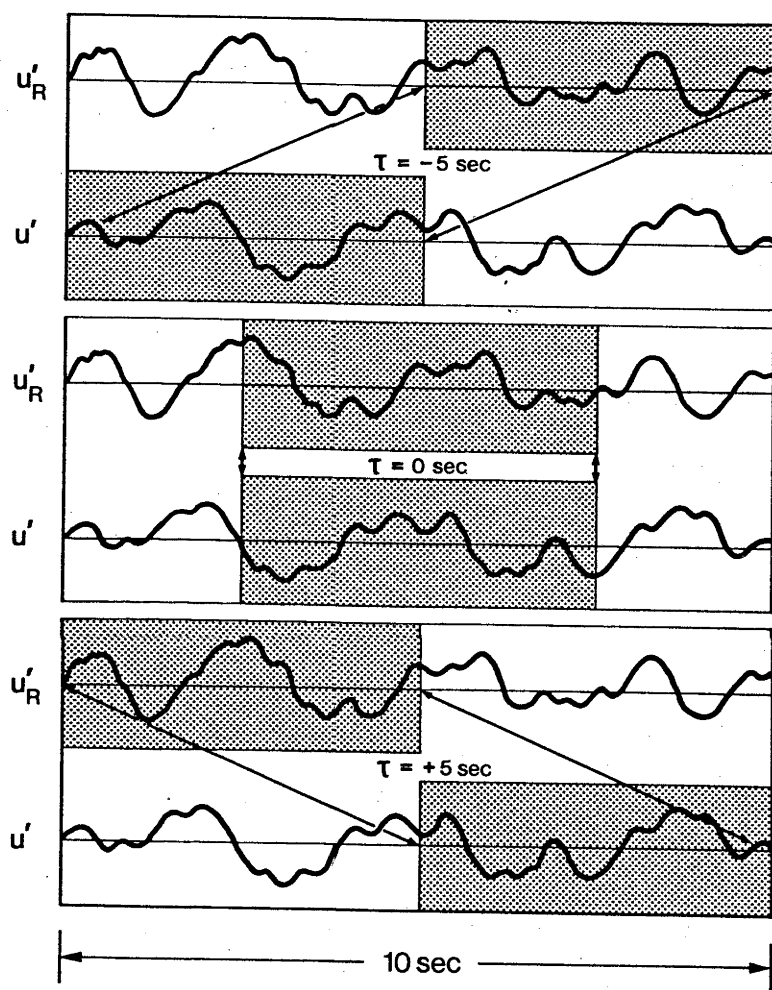 u'R
τ = −5 sec
u'
u'R
τ = 0 sec
u'
u'R
τ = +5 sec
u'
10 sec